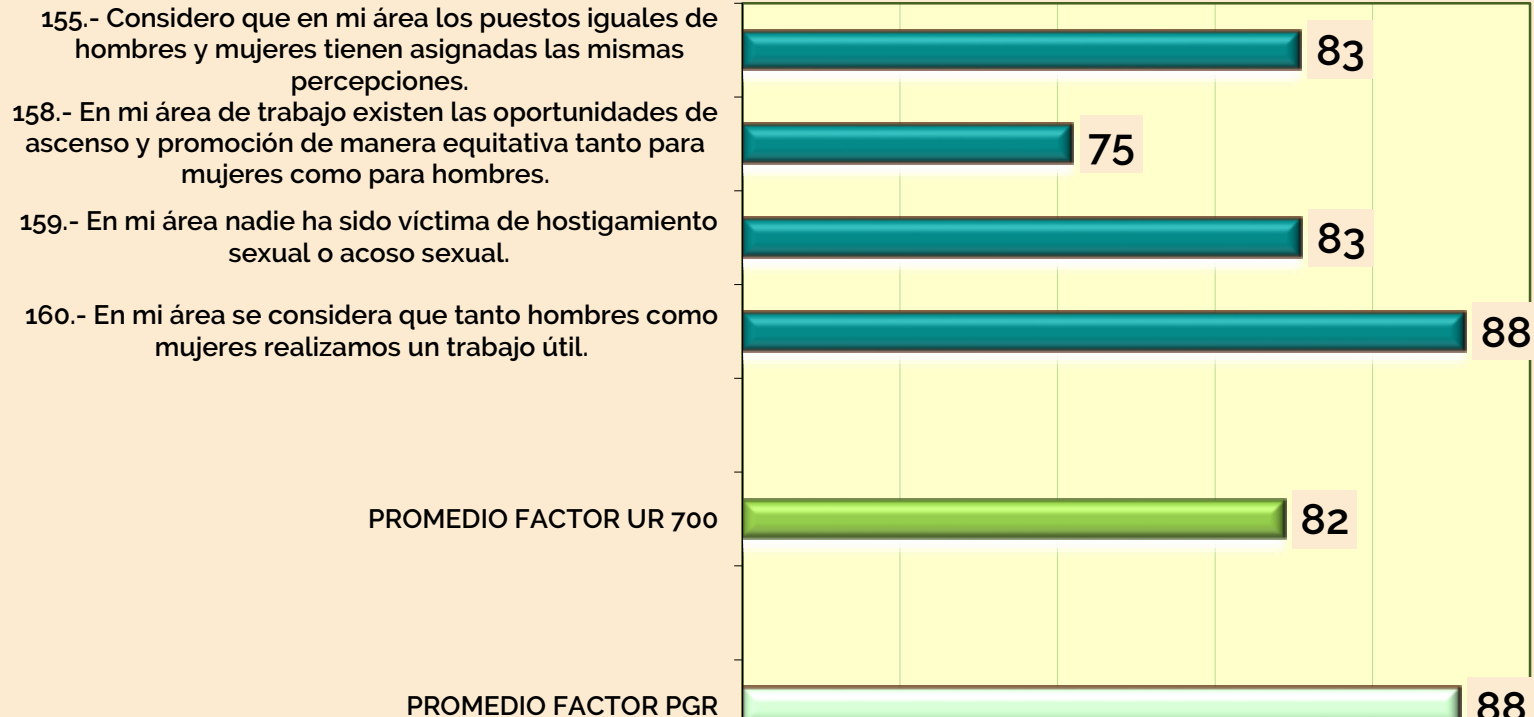 155.- Considero que en mi área los puestos iguales de
hombres y mujeres tienen asignadas las mismas
percepciones.
83
158.- En mi área de trabajo existen las oportunidades de
ascenso y promoción de manera equitativa tanto para
mujeres como para hombres.
75
159.- En mi área nadie ha sido víctima de hostigamiento
sexual o acoso sexual.
83
160.- En mi área se considera que tanto hombres como
mujeres realizamos un trabajo útil.
88
PROMEDIO FACTOR UR 700
82
PROMEDIO FACTOR PGR
88